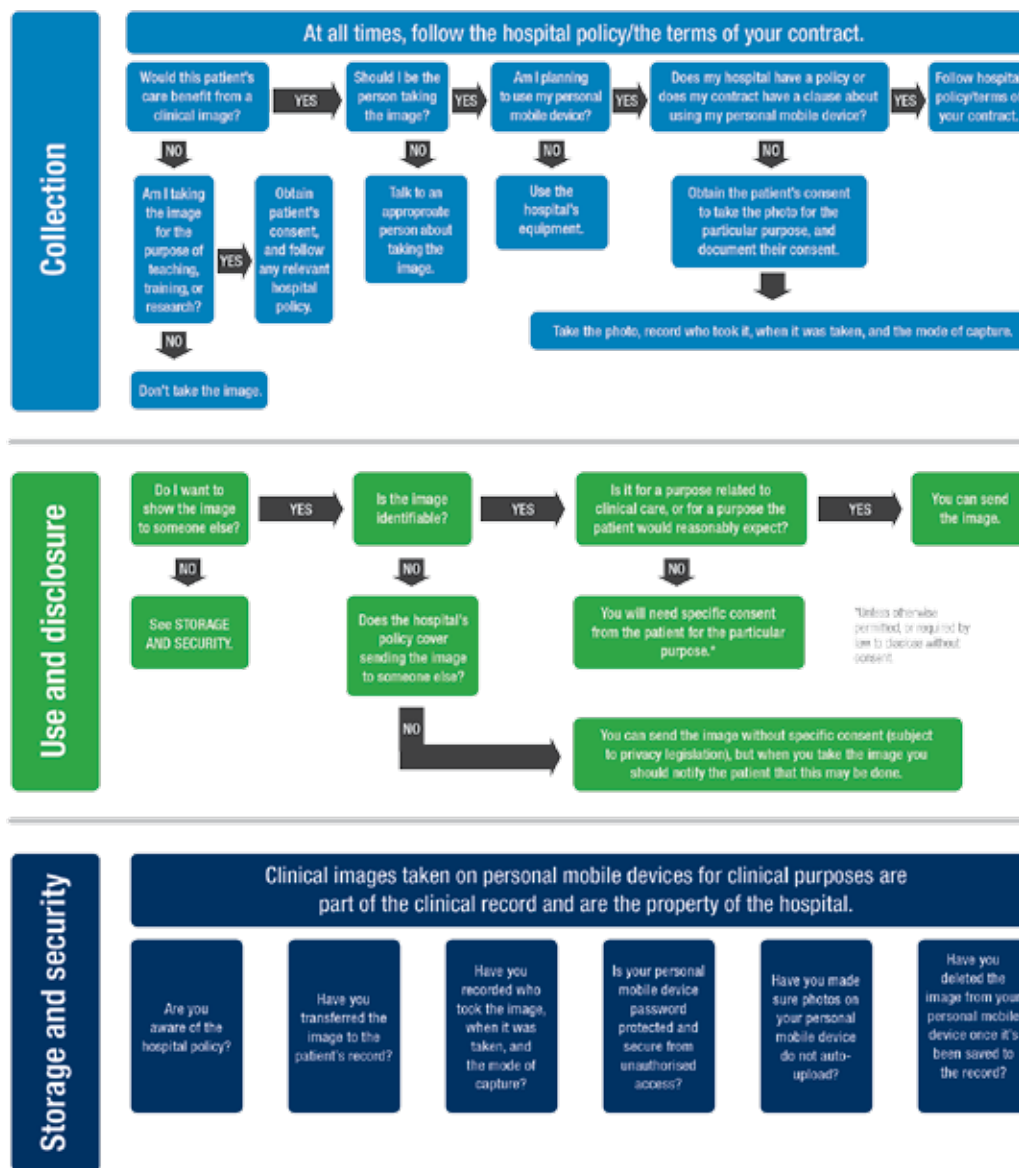 Collection
At all times, follow the hospital policy/the terms of your contract.
Would this patient's
care benefit from a
clinical image?
YES
Should I be the
person taking
the image?
YES
Am I planning
to use my personal
mobile device?
YES
Does my hospital have a policy or
does my contract have a clause about
using my personal mobile device?
YES
Follow hospital
policy/terms of
your contract.
NO
NO
NO
NO
Am I taking
the image
for the
purpose of
teaching,
training, or
research?
YES
Obtain
patient's
consent,
and follow
any relevant
hospital
policy.
Talk to an
approproate
person about
taking the
image.
Use the
hospital's
equipment.
Obtain the patient's consent
to take the photo for the
particular purpose, and
document their consent.
Take the photo, record who took it, when it was taken, and the mode of capture.
NO
Don't take the image.
Use and disclosure
Do I want to
show the image
to someone else?
YES
Is the image
identifiable?
YES
Is it for a purpose related to
clinical care, or for a purpose the
patient would reasonably expect?
YES
You can send
the image.
NO
NO
NO
See STORAGE
AND SECURITY.
Does the hospital's
policy cover
sending the image
to someone else?
You will need specific consent
from the patient for the particular
purpose.*
*Unless otherwise
permitted, or required by
law to disclose without
consent
NO
You can send the image without specific consent (subject
to privacy legislation), but when you take the image you
should notify the patient that this may be done.
Storage and security
Clinical images taken on personal mobile devices for clinical purposes are
part of the clinical record and are the property of the hospital.
Are you
aware of the
hospital policy?
Have you
transferred the
image to the
patient's record?
Have you
recorded who
took the image,
when it was
taken, and
the mode of
capture?
Is your personal
mobile device
password
protected and
secure from
unauthorised
access?
Have you made
sure photos on
your personal
mobile device
do not auto-
upload?
Have you
deleted the
image from your
personal mobile
device once it's
been saved to
the record?